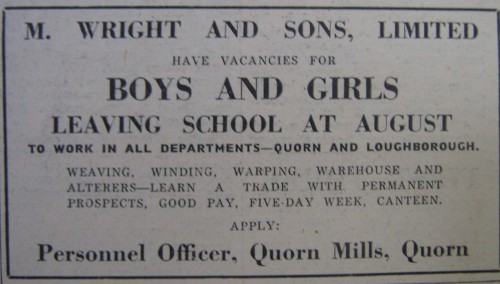 M. WRIGHT AND SONS, LIMITED
HAVE VACANCIES FOR
BOYS AND GIRLS
LEAVING SCHOOL AT AUGUST
TO WORK IN ALL DEPARTMENTS—QUORN AND LOUGHBOROUGH.
WEAVING, WINDING, WARPING, WAREHOUSE AND
ALTERERS—LEARN A TRADE WITH PERMANENT
PROSPECTS, GOOD PAY, FIVE-DAY WEEK, CANTEEN.
APPLY:
Personnel Officer, Quorn Mills, Quorn